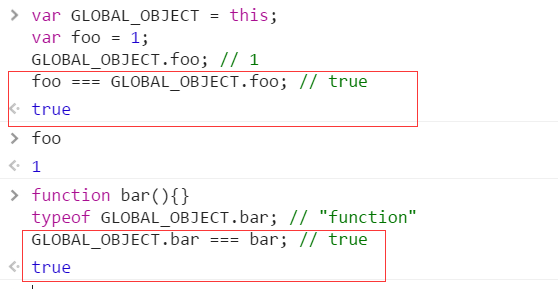 var GLOBAL_OBJECT = this;
var foo = 1;
GLOBAL_OBJECT.foo; // 1
foo === GLOBAL_OBJECT.foo; // true
true
foo
1
function bar(){}
typeof GLOBAL_OBJECT.bar; // "function"
GLOBAL_OBJECT.bar === bar; // true
true